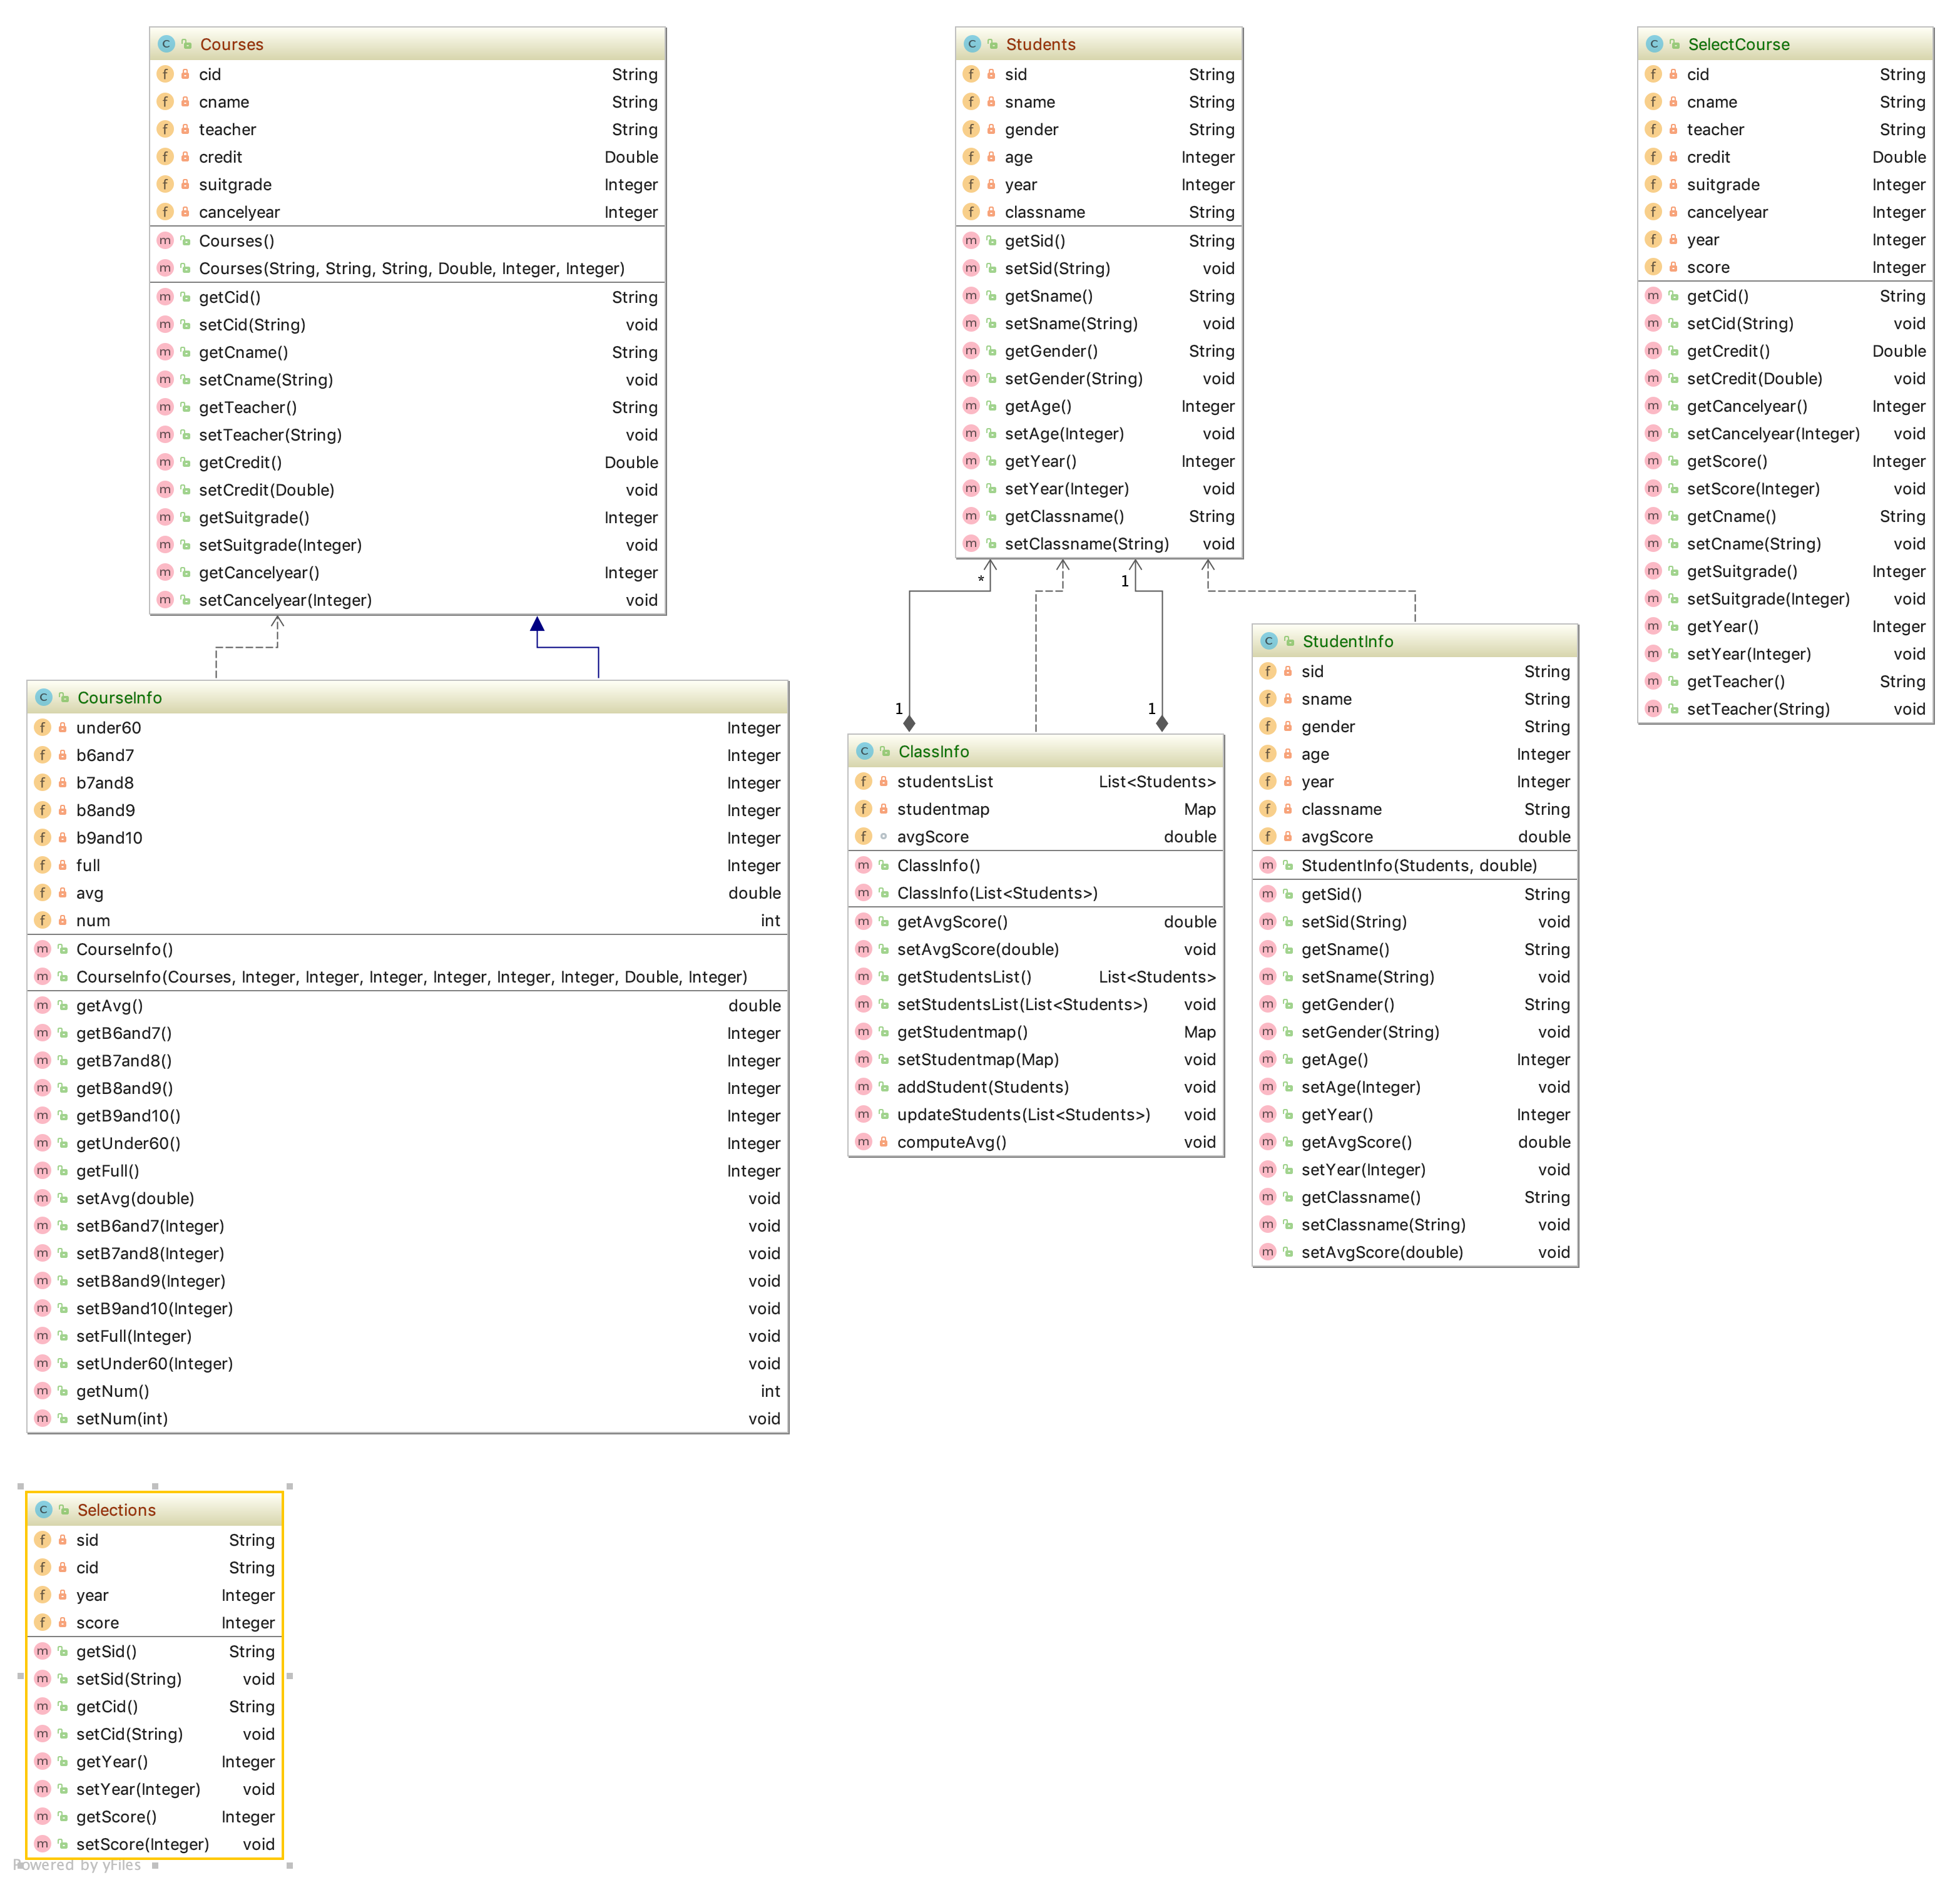 Courses
cid String
cname String
teacher String
credit Double
suitgrade Integer
cancelyear Integer
Courses()
Courses(String, String, String, Double, Integer, Integer)
getCid() String
setCid(String) void
getCname() String
setCname(String) void
getTeacher() String
setTeacher(String) void
getCredit() Double
setCredit(Double) void
getSuitgrade() Integer
setSuitgrade(Integer) void
getCancelyear() Integer
setCancelyear(Integer) void
Students
sid String
sname String
gender String
age Integer
year Integer
classname String
getSid() String
setSid(String) void
getSname() String
setSname(String) void
getGender() String
setGender(String) void
getAge() Integer
setAge(Integer) void
getYear() Integer
setYear(Integer) void
getClassname() String
setClassname(String) void
SelectCourse
cid String
cname String
teacher String
credit Double
suitgrade Integer
cancelyear Integer
year Integer
score Integer
getCid() String
setCid(String) void
getCredit() Double
setCredit(Double) void
getCancelyear() Integer
setCancelyear(Integer) void
getScore() Integer
setScore(Integer) void
getCname() String
setCname(String) void
getSuitgrade() Integer
setSuitgrade(Integer) void
getYear() Integer
setYear(Integer) void
getTeacher() String
setTeacher(String) void
* 1
1 1
CourseInfo
under60 Integer
b6and7 Integer
b7and8 Integer
b8and9 Integer
b9and10 Integer
full Integer
avg double
num int
CourseInfo()
CourseInfo(Courses, Integer, Integer, Integer, Integer, Integer, Integer, Double, Integer)
getAvg() double
getB6and7() Integer
getB7and8() Integer
getB8and9() Integer
getB9and10() Integer
getUnder60() Integer
getFull() Integer
setAvg(double) void
setB6and7(Integer) void
setB7and8(Integer) void
setB8and9(Integer) void
setB9and10(Integer) void
setFull(Integer) void
setUnder60(Integer) void
getNum() int
setNum(int) void
ClassInfo
studentsList List<Students>
studentmap Map
avgScore double
ClassInfo()
ClassInfo(List<Students>)
getAvgScore() double
setAvgScore(double) void
getStudentsList() List<Students>
setStudentsList(List<Students>) void
getStudentmap() Map
setStudentmap(Map) void
addStudent(Students) void
updateStudents(List<Students>) void
computeAvg() void
StudentInfo
sid String
sname String
gender String
age Integer
year Integer
classname String
avgScore double
StudentInfo(Students, double)
getSid() String
setSid(String) void
getSname() String
setSname(String) void
getGender() String
setGender(String) void
getAge() Integer
setAge(Integer) void
getYear() Integer
getAvgScore() double
setYear(Integer) void
getClassname() String
setClassname(String) void
setAvgScore(double) void
Selections
sid String
cid String
year Integer
score Integer
getSid() String
setSid(String) void
getCid() String
setCid(String) void
getYear() Integer
setYear(Integer) void
getScore() Integer
setScore(Integer) void
Powered by yFiles